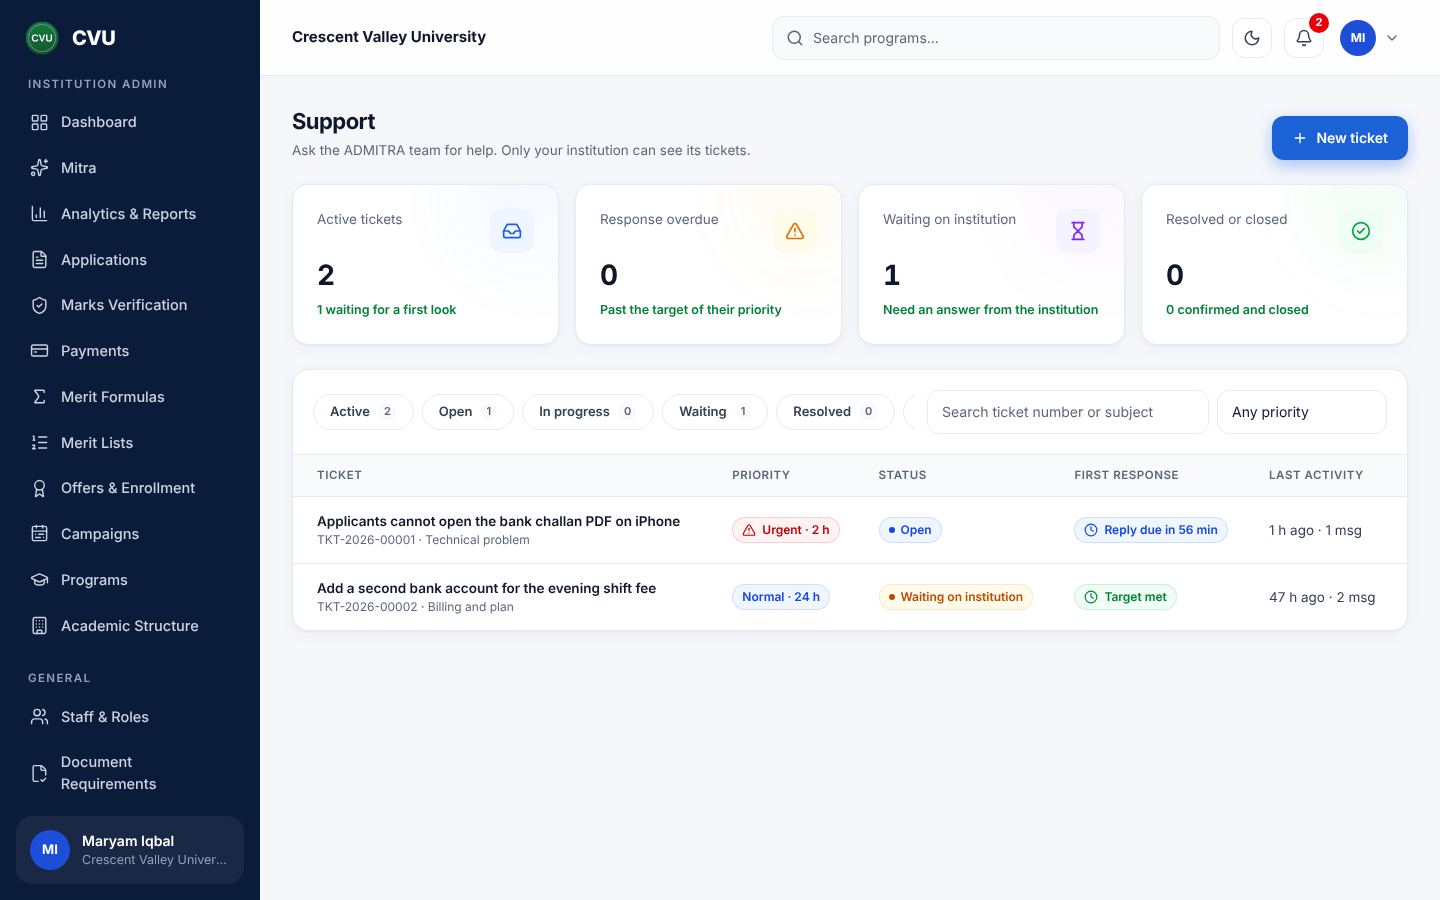 CVU CVU
INSTITUTION ADMIN
Dashboard
Mitra
Analytics & Reports
Applications
Marks Verification
Payments
Merit Formulas
Merit Lists
Offers & Enrollment
Campaigns
Programs
Academic Structure
GENERAL
Staff & Roles
Document
Requirements
MI Maryam Iqbal
Crescent Valley Univer...
Crescent Valley University
Search programs...
2
MI
Support
Ask the ADMITRA team for help. Only your institution can see its tickets.
New ticket
Active tickets
2
1 waiting for a first look
Response overdue
0
Past the target of their priority
Waiting on institution
1
Need an answer from the institution
Resolved or closed
0
0 confirmed and closed
Active 2 Open 1 In progress 0 Waiting 1 Resolved 0
Search ticket number or subject
Any priority
TICKET PRIORITY STATUS FIRST RESPONSE LAST ACTIVITY
Applicants cannot open the bank challan PDF on iPhone
TKT-2026-00001 · Technical problem
Urgent · 2 h Open Reply due in 56 min 1 h ago · 1 msg
Add a second bank account for the evening shift fee
TKT-2026-00002 · Billing and plan
Normal · 24 h Waiting on institution Target met 47 h ago · 2 msg